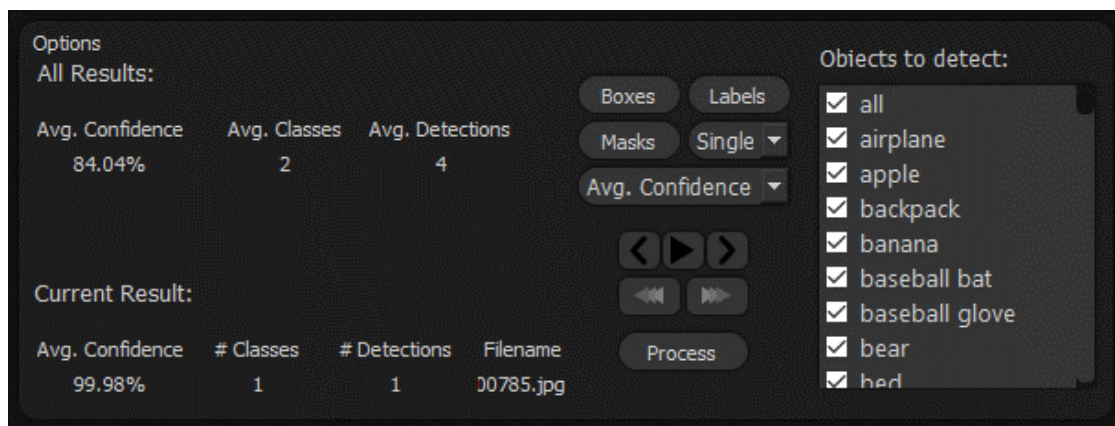 Options
All Results:
Avg. Confidence Avg. Classes Avg. Detections
84.04% 2 4
Current Result:
Avg. Confidence # Classes # Detections Filename
99.98% 1 1 00785.jpg
Boxes Labels
Masks Single
Avg. Confidence
Process
Objects to detect:
all
airplane
apple
backpack
banana
baseball bat
baseball glove
bear
bed